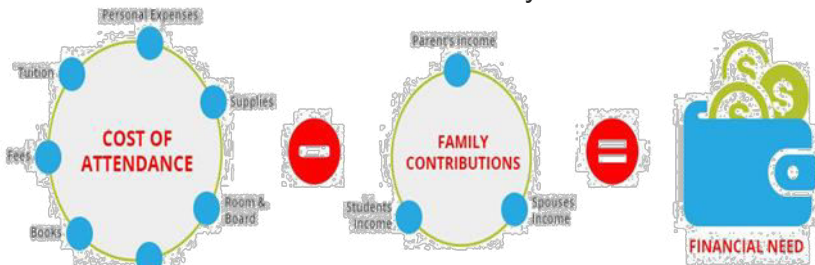 Personal Expenses
Tuition
Supplies
Fees
COST OF
ATTENDANCE
Room &
Board
Books
Parent's Income
FAMILY
CONTRIBUTIONS
Students
Income
Spouses
Income
FINANCIAL NEED